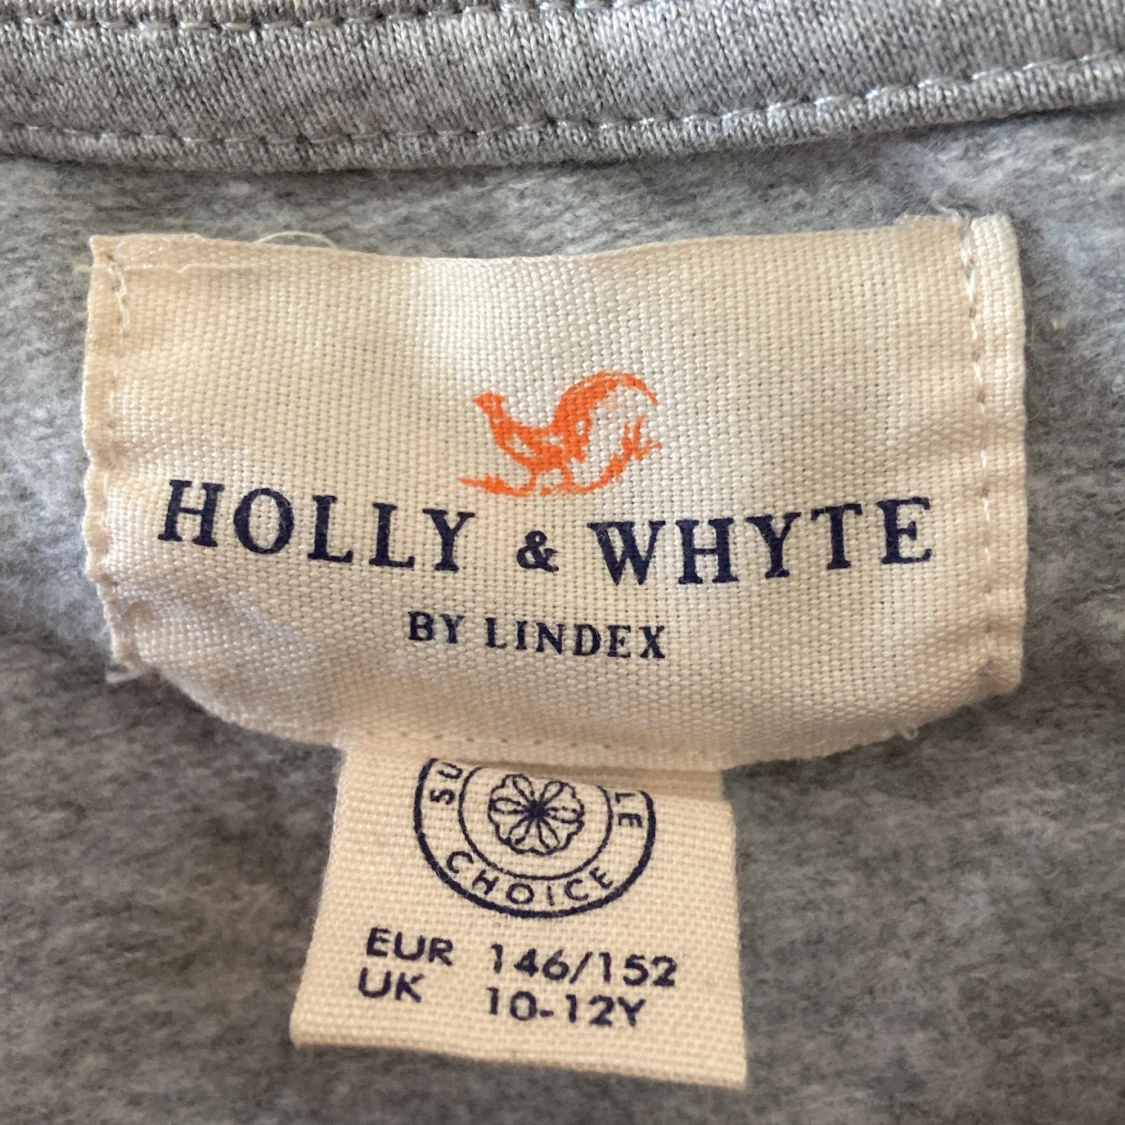 HOLLY & WHYTE
BY LINDEX
CHOICE
EUR 146/152
UK 10-12Y